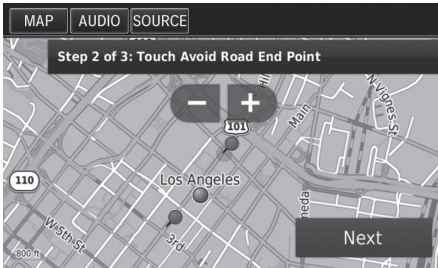 MAP AUDIO SOURCE
Step 2 of 3: Touch Avoid Road End Point
N-Vignes-St
− +
Main
101
110
Los Angeles
W-5th-St
3rd
Next
800 ft